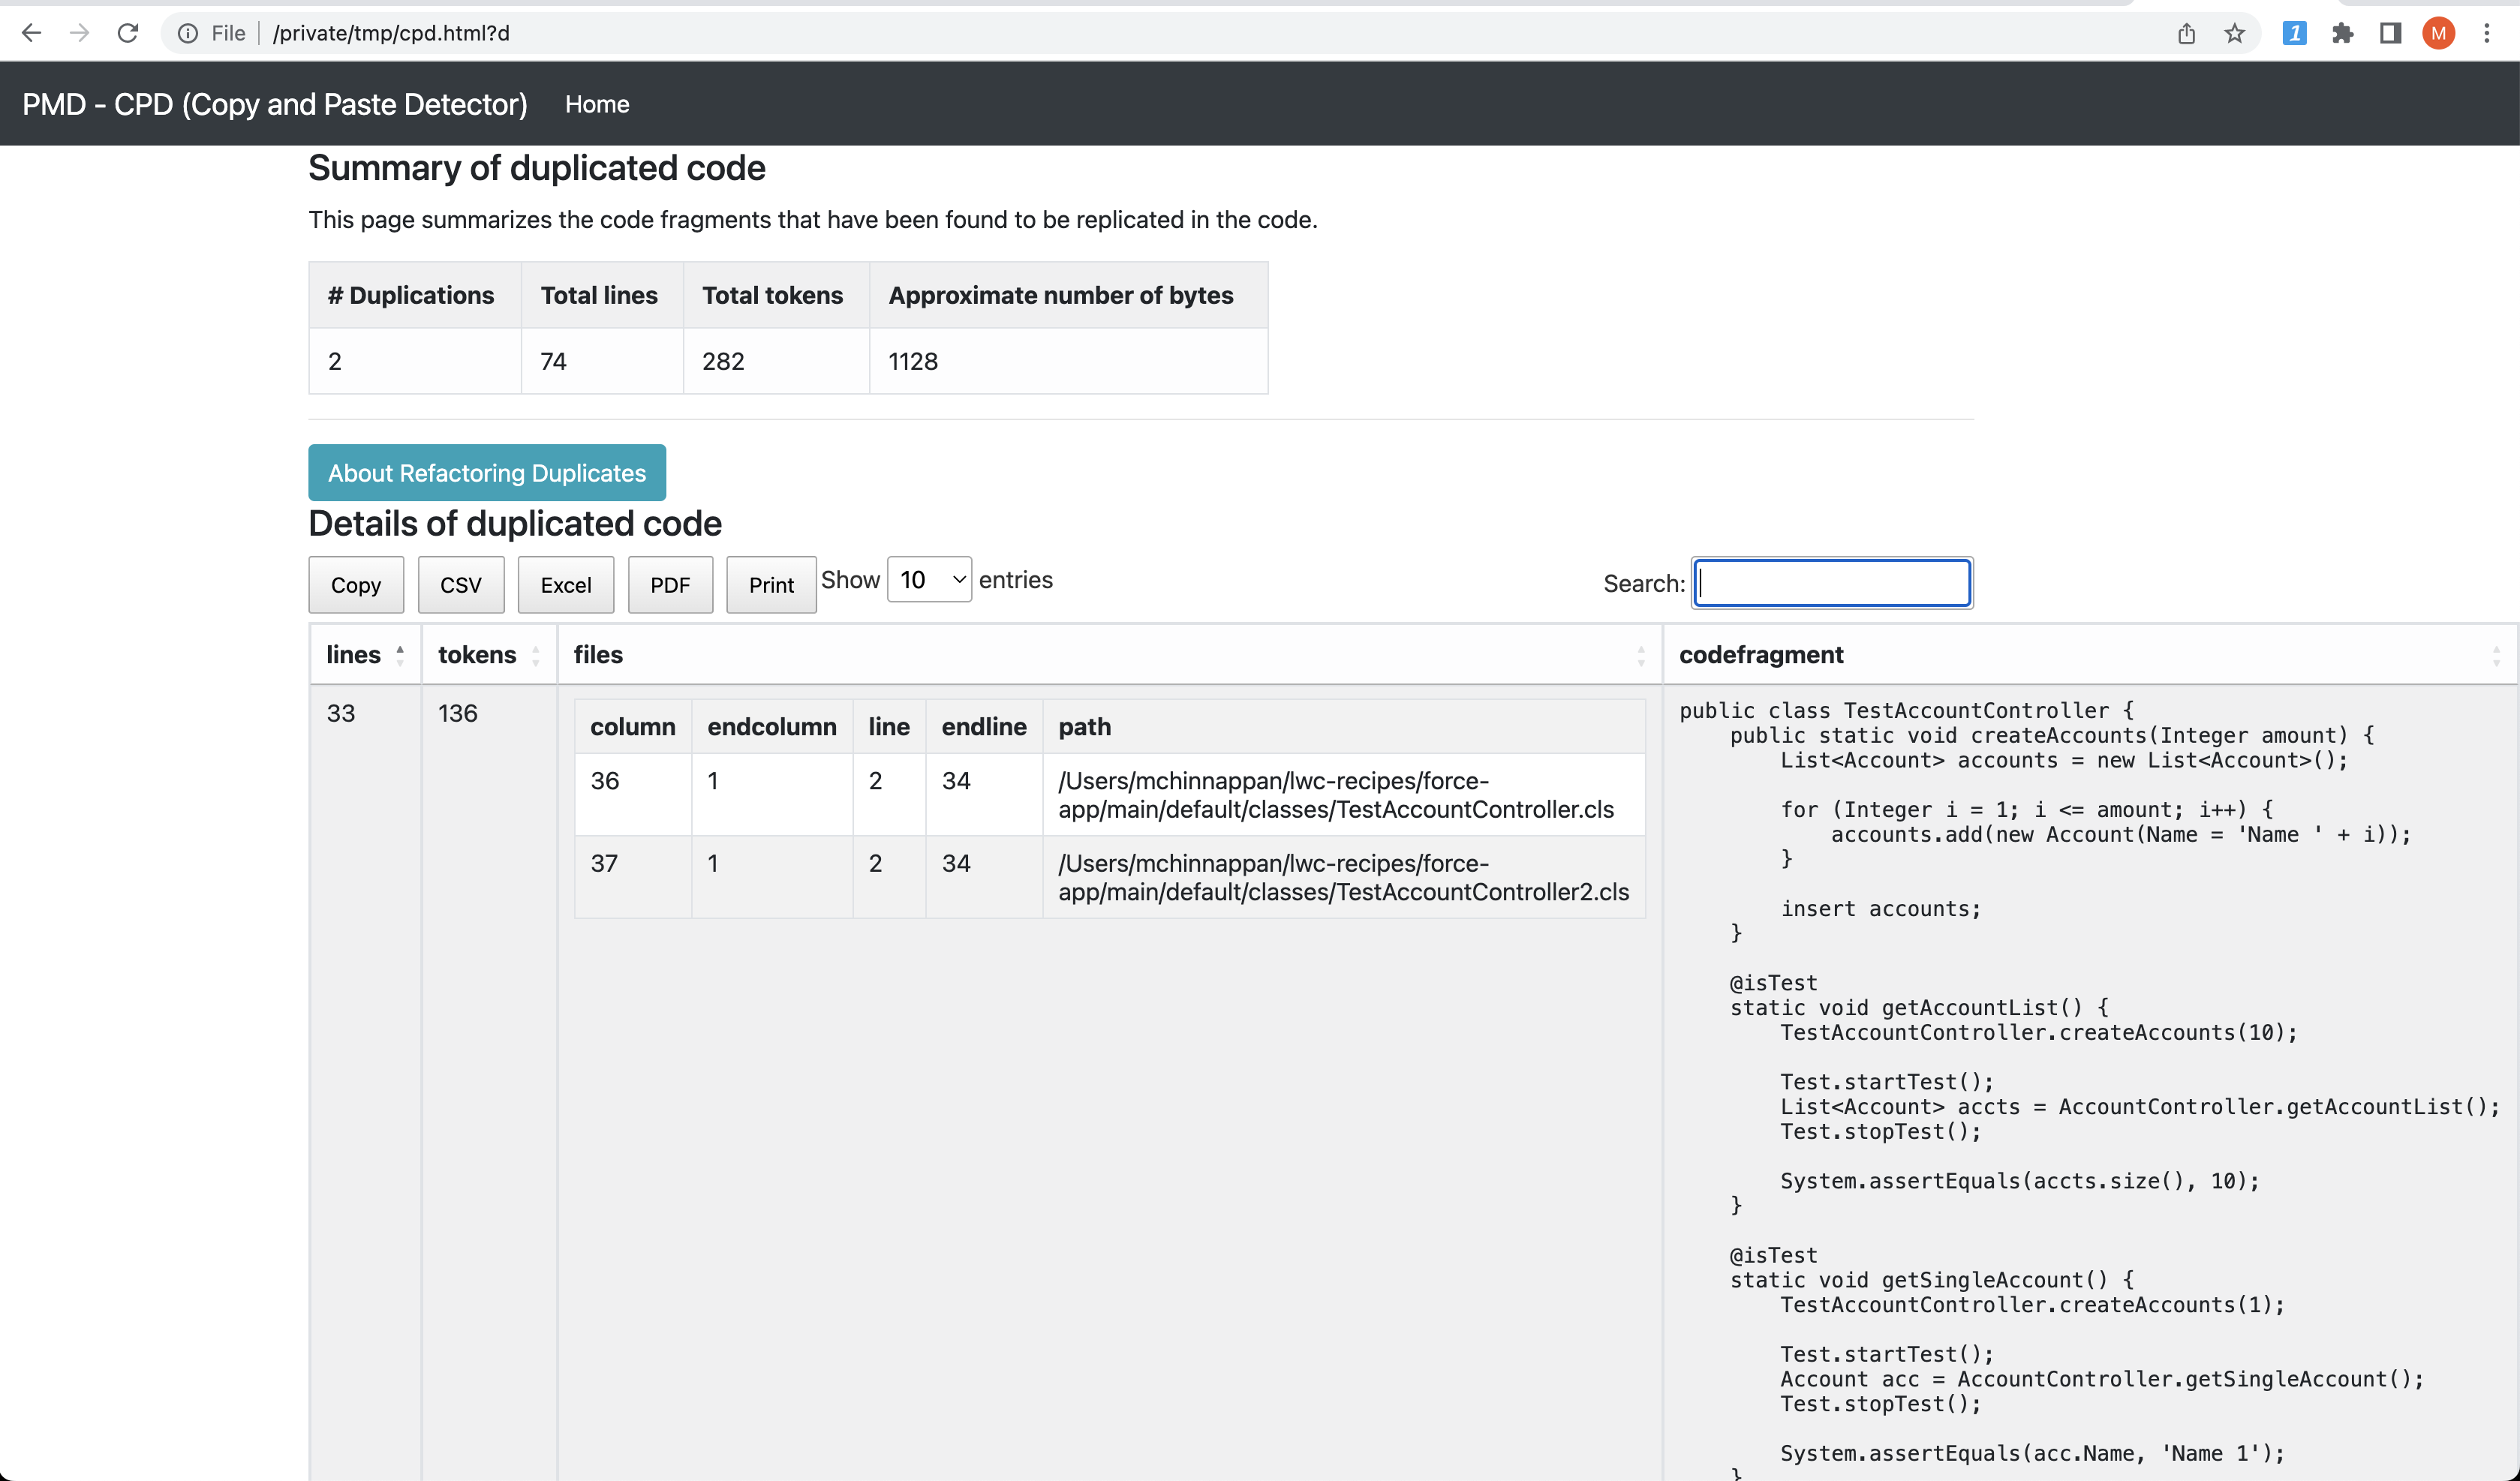 File /private/tmp/cpd.html?d
1
M
PMD - CPD (Copy and Paste Detector) Home
Summary of duplicated code
This page summarizes the code fragments that have been found to be replicated in the code.
# Duplications Total lines Total tokens Approximate number of bytes
2 74 282 1128
About Refactoring Duplicates
Details of duplicated code
Copy CSV Excel PDF Print Show 10 entries Search:
lines tokens files codefragment
33 136
column endcolumn line endline path
36 1 2 34 /Users/mchinnappan/lwc-recipes/force-
app/main/default/classes/TestAccountController.cls
37 1 2 34 /Users/mchinnappan/lwc-recipes/force-
app/main/default/classes/TestAccountController2.cls
public class TestAccountController {
    public static void createAccounts(Integer amount) {
        List<Account> accounts = new List<Account>();
        for (Integer i = 1; i <= amount; i++) {
            accounts.add(new Account(Name = 'Name ' + i));
        }
        insert accounts;
    }
    @isTest
    static void getAccountList() {
        TestAccountController.createAccounts(10);
        Test.startTest();
        List<Account> accts = AccountController.getAccountList();
        Test.stopTest();
        System.assertEquals(accts.size(), 10);
    }
    @isTest
    static void getSingleAccount() {
        TestAccountController.createAccounts(1);
        Test.startTest();
        Account acc = AccountController.getSingleAccount();
        Test.stopTest();
        System.assertEquals(acc.Name, 'Name 1');
    }